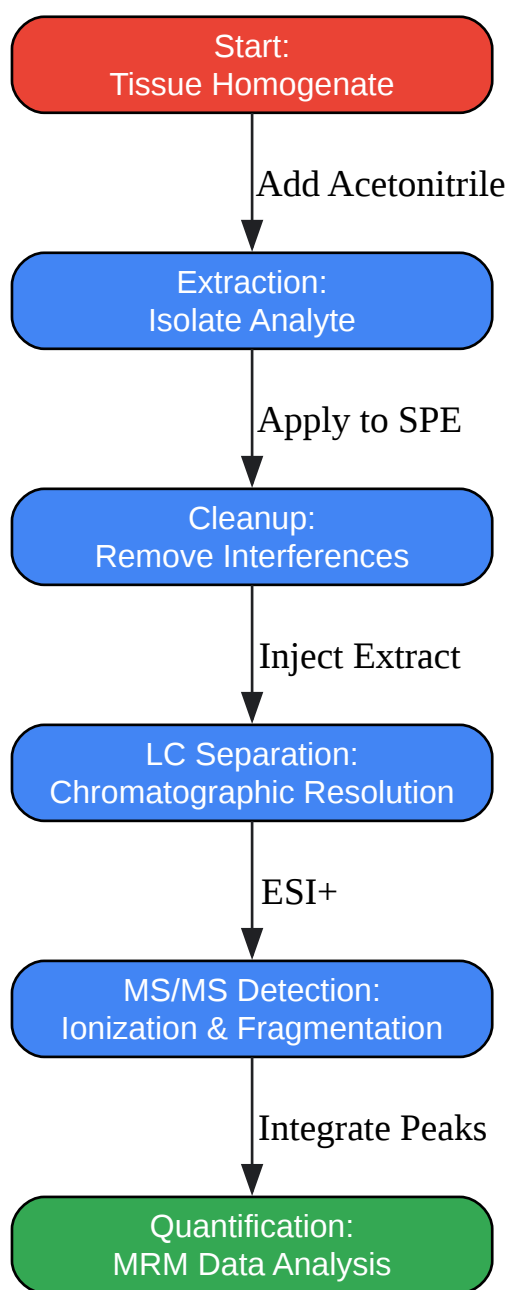 Start:
Tissue Homogenate
Add Acetonitrile
Extraction:
Isolate Analyte
Apply to SPE
Cleanup:
Remove Interferences
Inject Extract
LC Separation:
Chromatographic Resolution
ESI+
MS/MS Detection:
Ionization & Fragmentation
Integrate Peaks
Quantification:
MRM Data Analysis